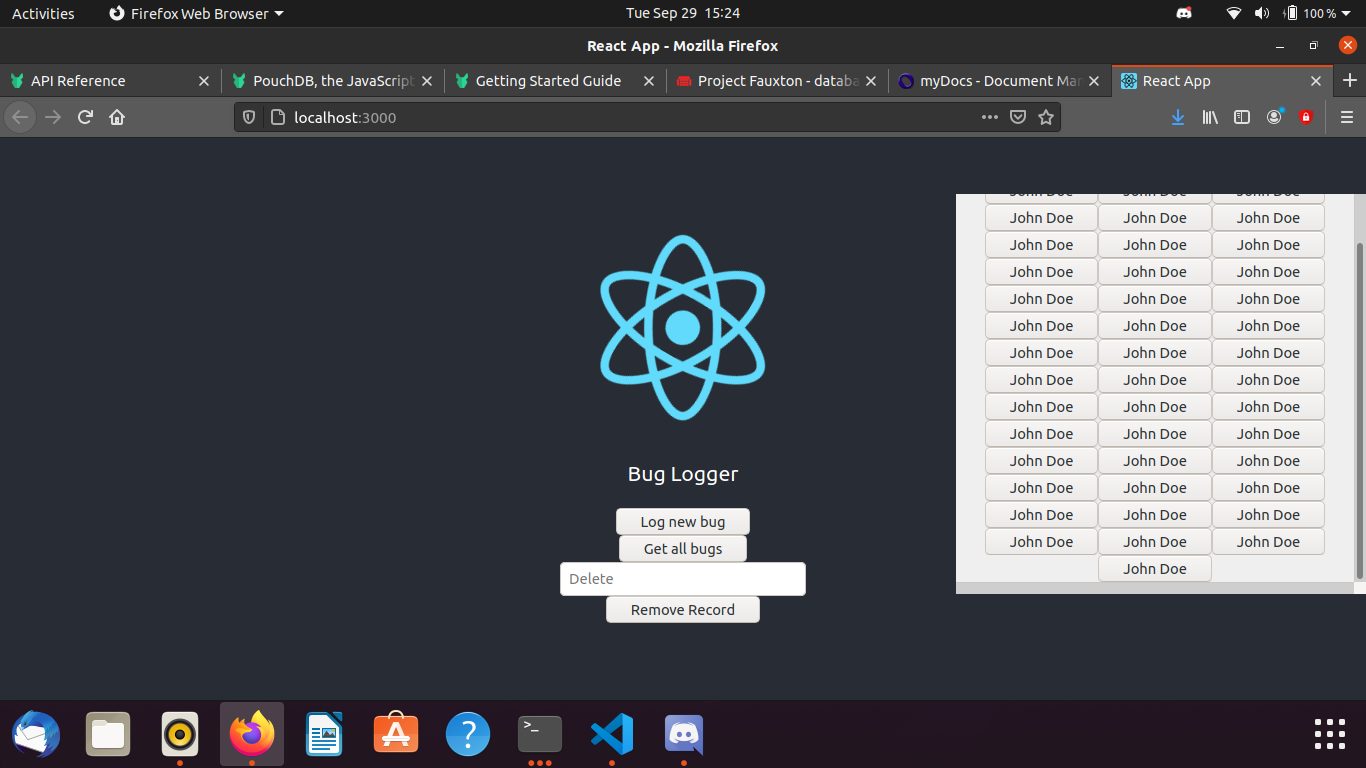 Activities Firefox Web Browser Tue Sep 29 15:24 100 %
React App - Mozilla Firefox
API Reference PouchDB, the JavaScript Getting Started Guide Project Fauxton - databa myDocs - Document Mar React App
localhost:3000
John Doe John Doe John Doe
John Doe John Doe John Doe
John Doe John Doe John Doe
John Doe John Doe John Doe
John Doe John Doe John Doe
John Doe John Doe John Doe
John Doe John Doe John Doe
John Doe John Doe John Doe
John Doe John Doe John Doe
John Doe John Doe John Doe
John Doe John Doe John Doe
John Doe John Doe John Doe
John Doe John Doe John Doe
John Doe John Doe John Doe
John Doe
Bug Logger
Log new bug
Get all bugs
Delete
Remove Record